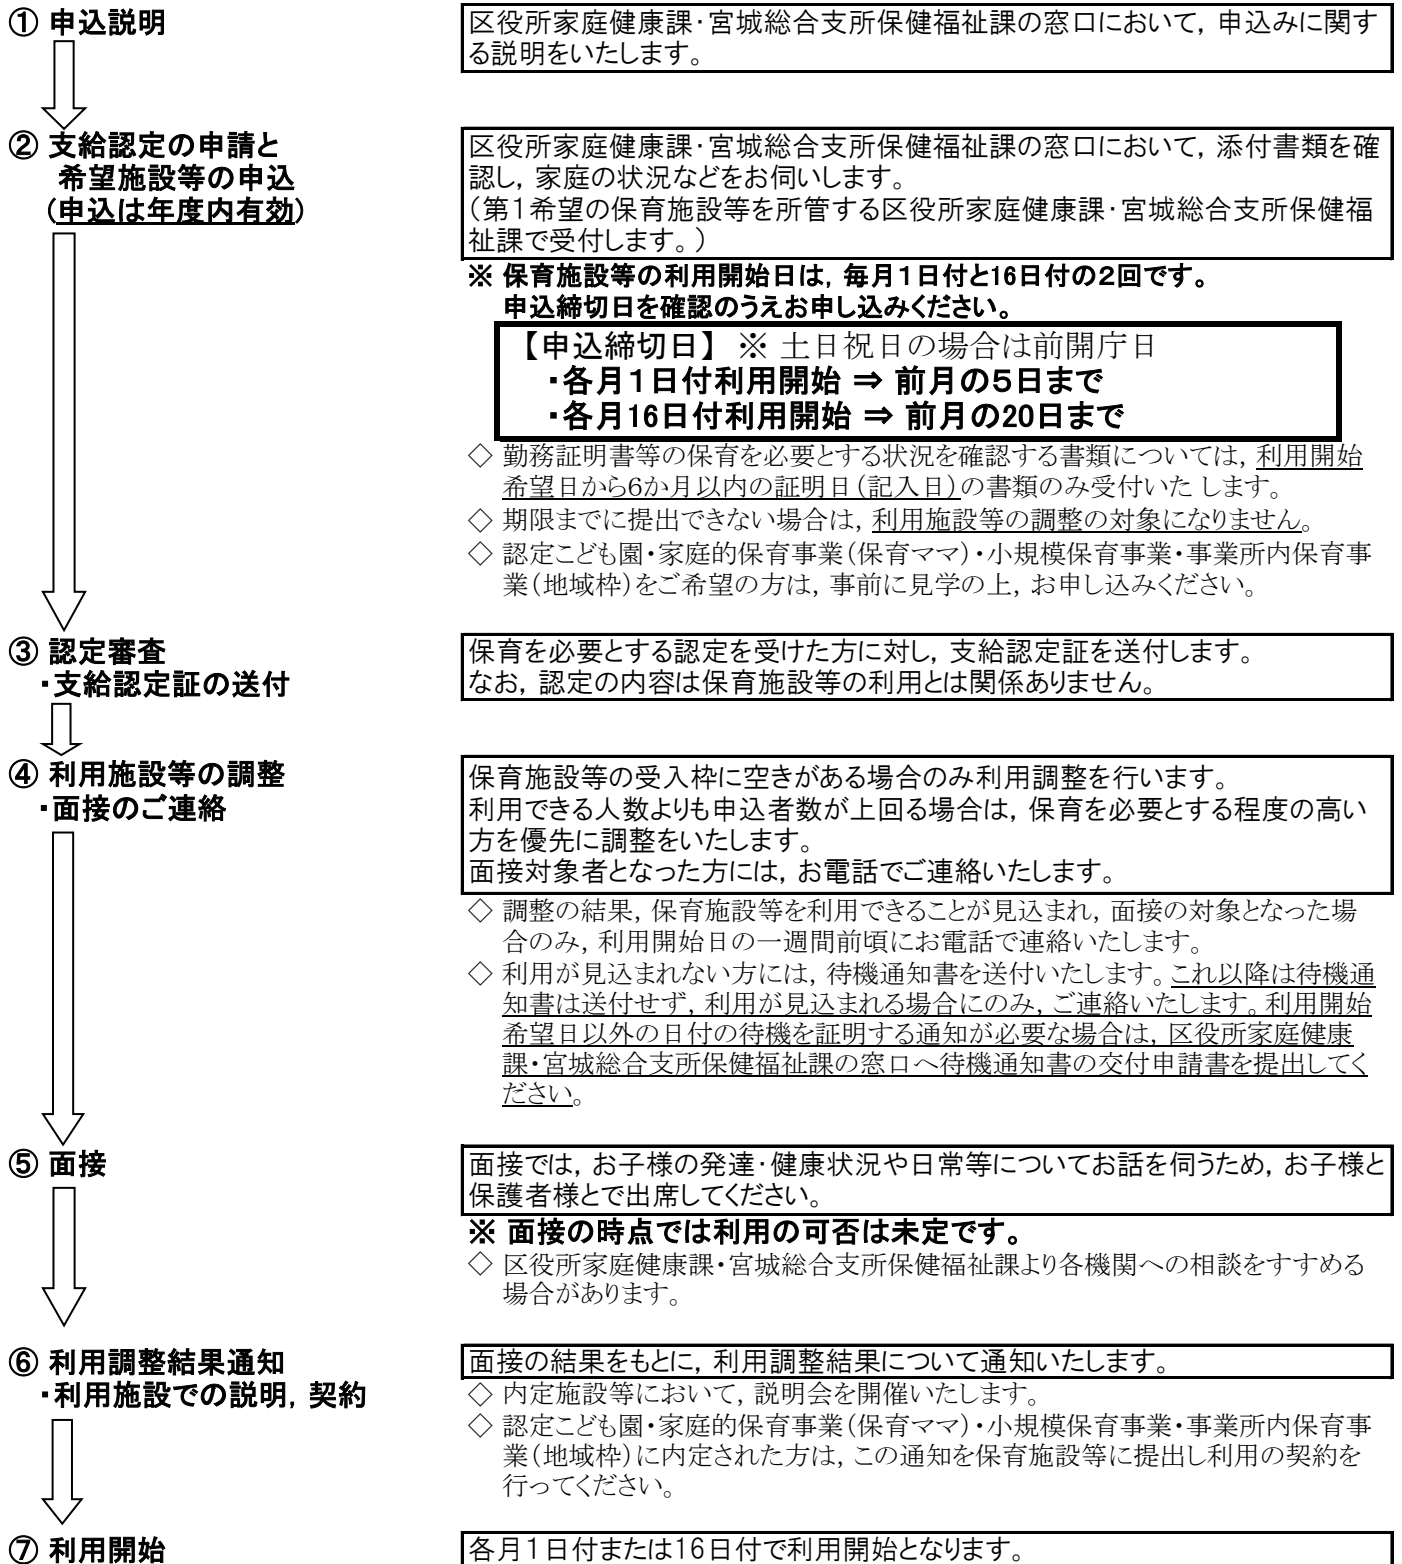 ① 申込説明
区役所家庭健康課・宮城総合支所保健福祉課の窓口において，申込みに関す
る説明をいたします。
② 支給認定の申請と
希望施設等の申込
（申込は年度内有効）
区役所家庭健康課・宮城総合支所保健福祉課の窓口において，添付書類を確
認し，家庭の状況などをお伺いします。
（第１希望の保育施設等を所管する区役所家庭健康課・宮城総合支所保健福
祉課で受付します。）
※ 保育施設等の利用開始日は，毎月１日付と16日付の２回です。
申込締切日を確認のうえお申し込みください。
【申込締切日】 ※ 土日祝日の場合は前開庁日
・各月１日付利用開始 ⇒ 前月の５日まで
・各月16日付利用開始 ⇒ 前月の20日まで
◇ 勤務証明書等の保育を必要とする状況を確認する書類については，利用開始
希望日から６か月以内の証明日（記入日）の書類のみ受付いた します。
◇ 期限までに提出できない場合は，利用施設等の調整の対象になりません。
◇ 認定こども園・家庭的保育事業（保育ママ）・小規模保育事業・事業所内保育事
業（地域枠）をご希望の方は，事前に見学の上，お申し込みください。
③ 認定審査
・支給認定証の送付
保育を必要とする認定を受けた方に対し，支給認定証を送付します。
なお，認定の内容は保育施設等の利用とは関係ありません。
④ 利用施設等の調整
・面接のご連絡
保育施設等の受入枠に空きがある場合のみ利用調整を行います。
利用できる人数よりも申込者数が上回る場合は，保育を必要とする程度の高い
方を優先に調整をいたします。
面接対象者となった方には，お電話でご連絡いたします。
◇ 調整の結果，保育施設等を利用できることが見込まれ，面接の対象となった場
合のみ，利用開始日の一週間前頃にお電話で連絡いたします。
◇ 利用が見込まれない方には，待機通知書を送付いたします。これ以降は待機通
知書は送付せず，利用が見込まれる場合にのみ，ご連絡いたします。利用開始
希望日以外の日付の待機を証明する通知が必要な場合は，区役所家庭健康
課・宮城総合支所保健福祉課の窓口へ待機通知書の交付申請書を提出してく
ださい。
⑤ 面接
面接では，お子様の発達・健康状況や日常等についてお話を伺うため，お子様と
保護者様とで出席してください。
※ 面接の時点では利用の可否は未定です。
◇ 区役所家庭健康課・宮城総合支所保健福祉課より各機関への相談をすすめる
場合があります。
⑥ 利用調整結果通知
・利用施設での説明，契約
面接の結果をもとに，利用調整結果について通知いたします。
◇ 内定施設等において，説明会を開催いたします。
◇ 認定こども園・家庭的保育事業（保育ママ）・小規模保育事業・事業所内保育事
業（地域枠）に内定された方は，この通知を保育施設等に提出し利用の契約を
行ってください。
⑦ 利用開始
各月１日付または16日付で利用開始となります。